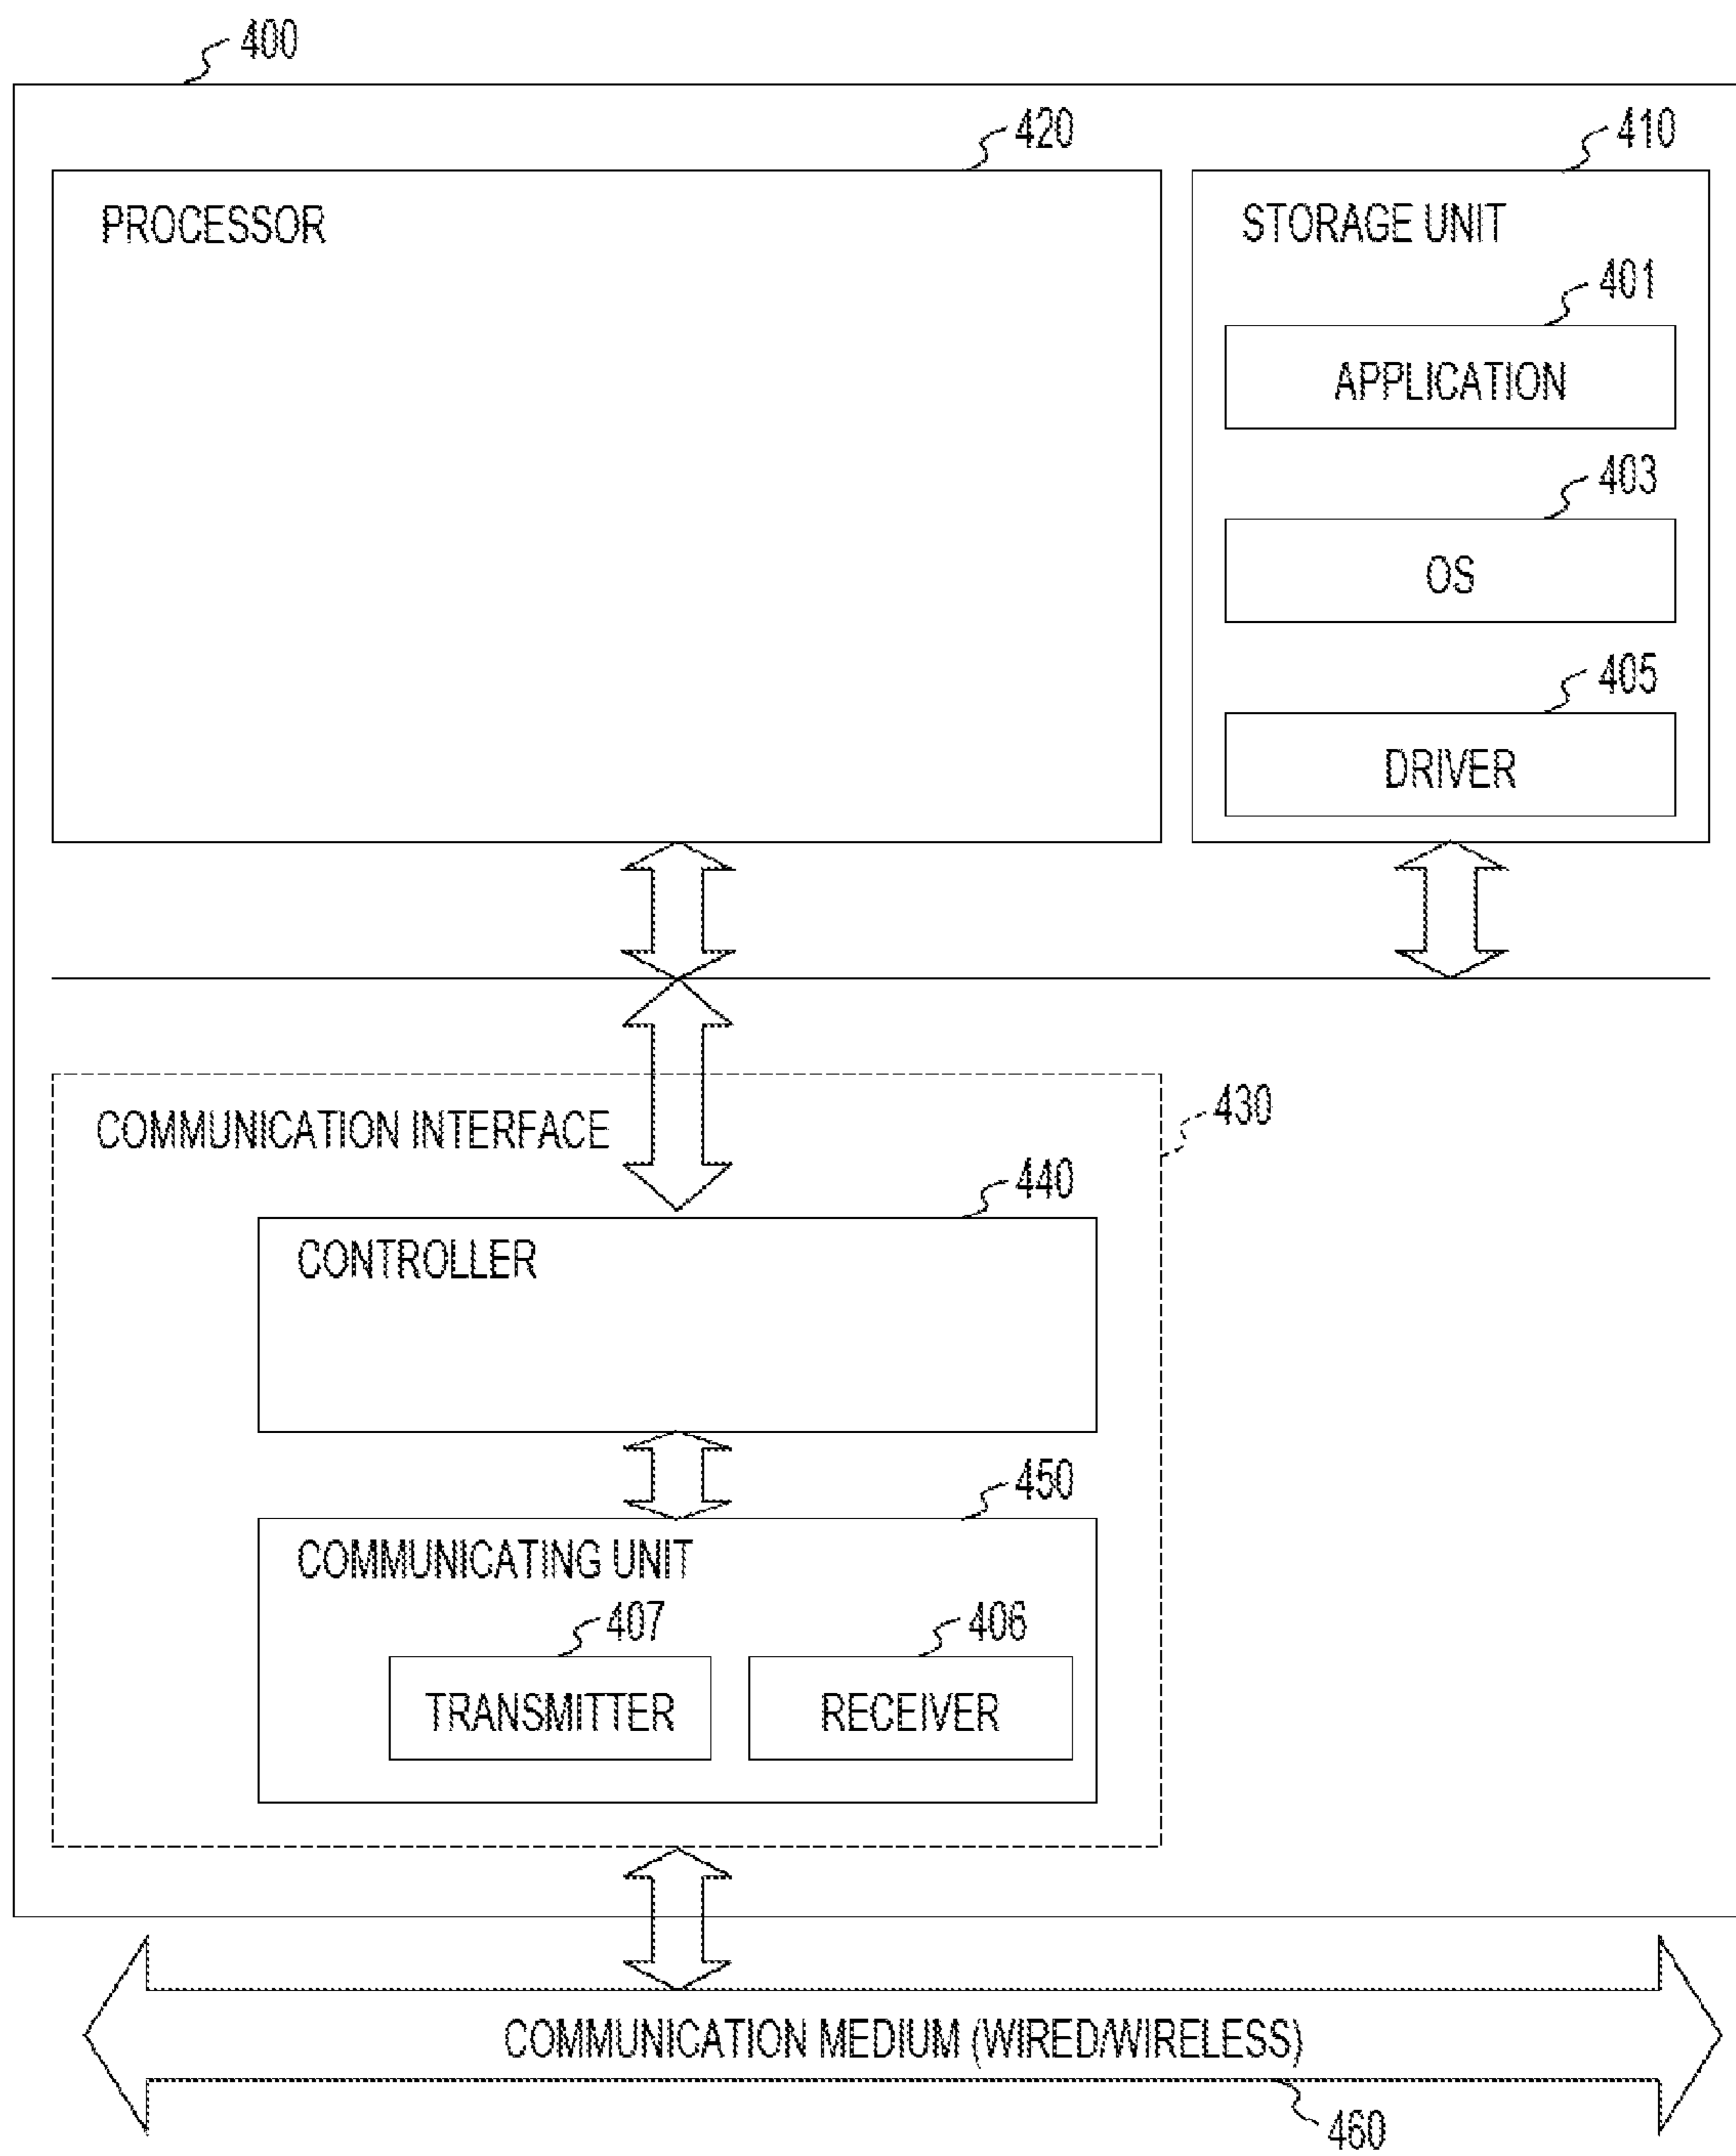 400
420
410
PROCESSOR
STORAGE UNIT
401
APPLICATION
403
OS
405
DRIVER
430
COMMUNICATION INTERFACE
440
CONTROLLER
450
COMMUNICATING UNIT
407
406
TRANSMITTER
RECEIVER
COMMUNICATION MEDIUM (WIRED/WIRELESS)
460